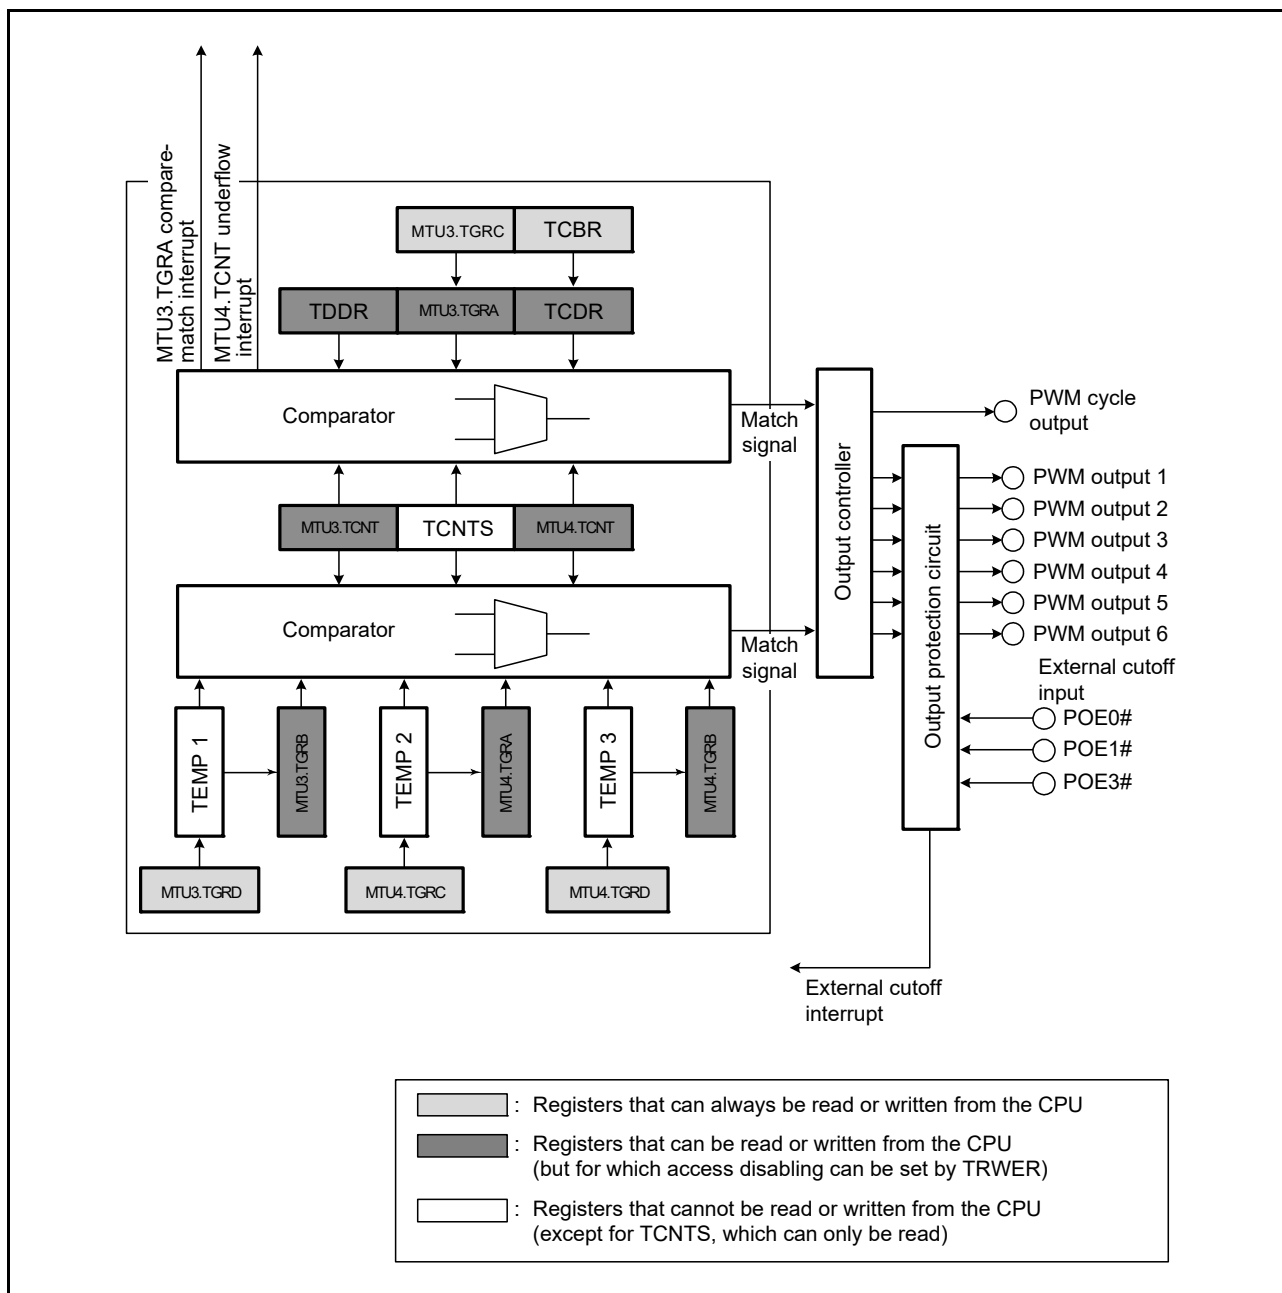 MTU3.TGRA compare-
match interrupt
MTU4.TCNT underflow
interrupt
MTU3.TGRC
TCBR
TDDR
MTU3.TGRA
TCDR
Comparator
Match
signal
MTU3.TCNT
TCNTS
MTU4.TCNT
Comparator
Match
signal
TEMP 1
MTU3.TGRB
TEMP 2
MTU4.TGRA
TEMP 3
MTU4.TGRB
MTU3.TGRD
MTU4.TGRC
MTU4.TGRD
Output controller
Output protection circuit
PWM cycle
output
PWM output 1
PWM output 2
PWM output 3
PWM output 4
PWM output 5
PWM output 6
External cutoff
input
POE0#
POE1#
POE3#
External cutoff
interrupt
: Registers that can always be read or written from the CPU
: Registers that can be read or written from the CPU
(but for which access disabling can be set by TRWER)
: Registers that cannot be read or written from the CPU
(except for TCNTS, which can only be read)